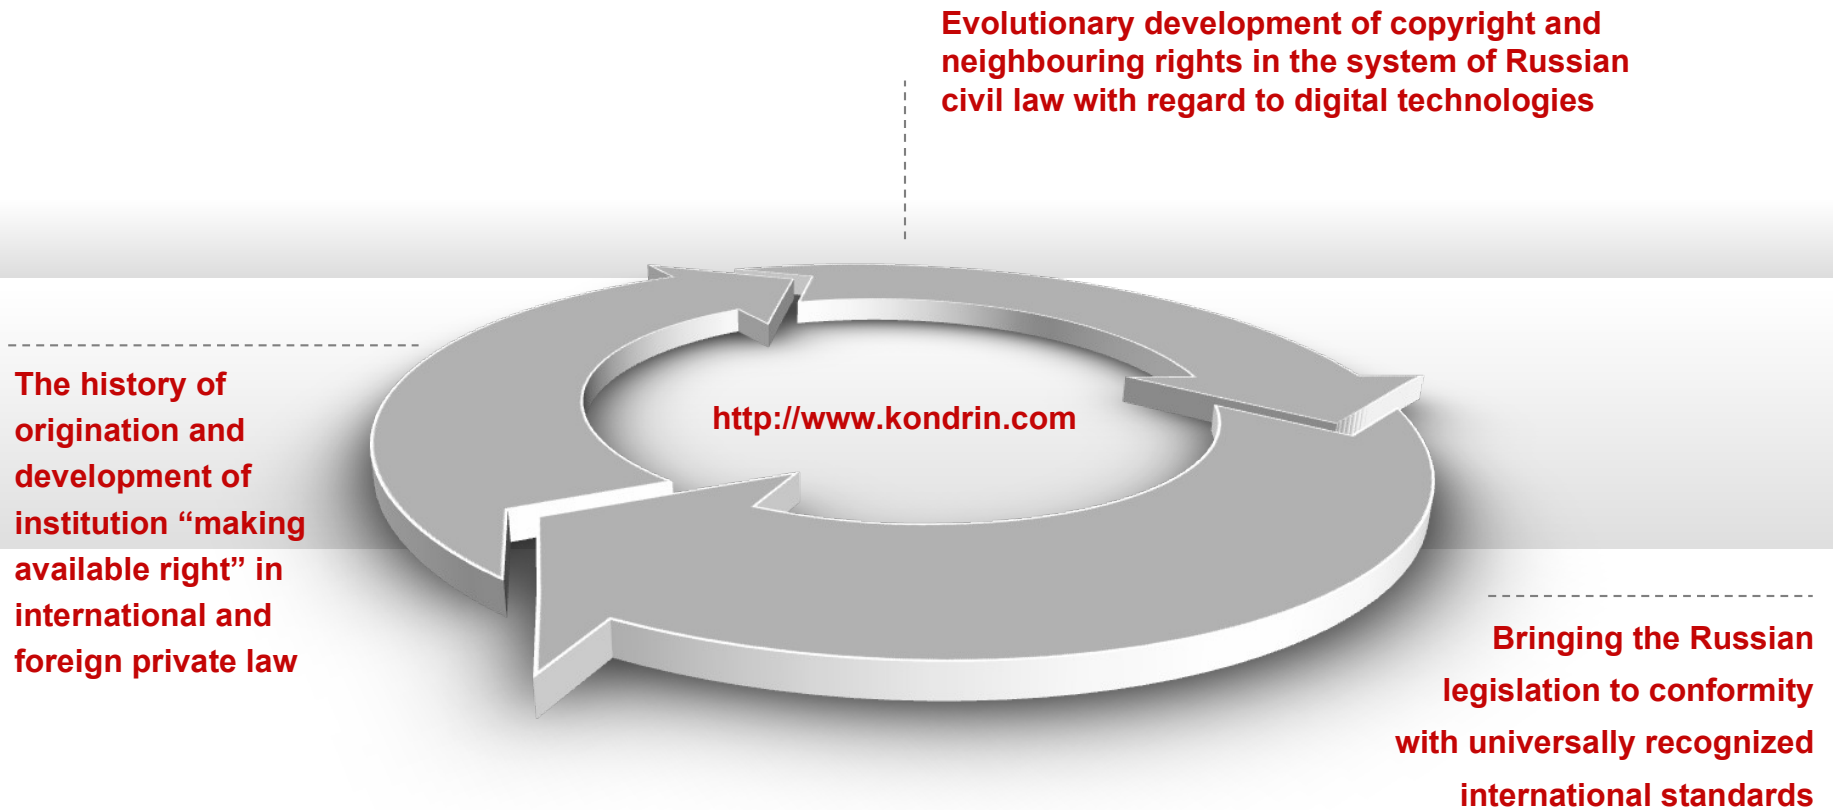 Evolutionary development of copyright and
neighbouring rights in the system of Russian
civil law with regard to digital technologies
The history of
origination and
development of
institution “making
available right” in
international and
foreign private law
http://www.kondrin.com
Bringing the Russian
legislation to conformity
with universally recognized
international standards